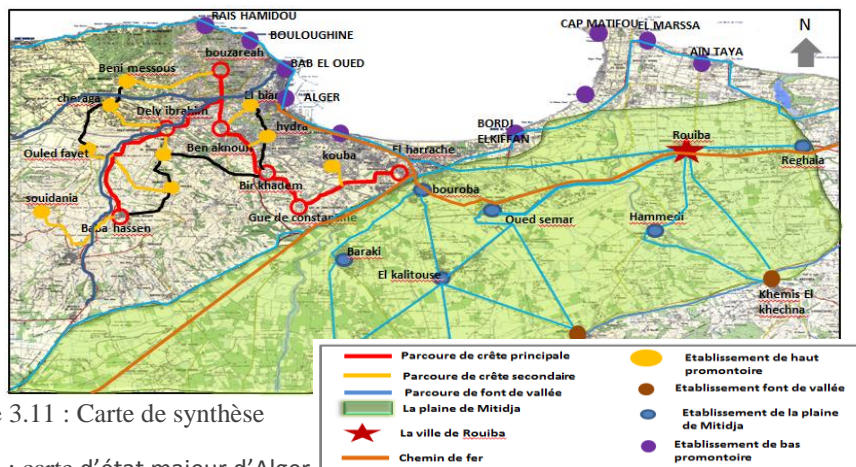 RAIS HAMIDOU
BOULOUGHINE
bouzareah
BAB EL OUED
CAP MATIFOU
EL MARSSA
AIN TAYA
N
Beni messous
cheraga
El biar
ALGER
Dely ibrahim
hydra
BORDJ
ELKIFFAN
Rouiba
Ouled fayet
Ben aknoun
kouba
El harrache
Reghala
souidania
Bir khadem
bouroba
Baba hassen
Gue de constantine
Oued semar
Hammedi
Baraki
El kalitouse
Khemis El
khechna
Parcoure de crête principale
Parcoure de crête secondaire
Parcoure de font de vallée
La plaine de Mitidja
La ville de Rouiba
Chemin de fer
Etablissement de haut
promontoire
Etablissement font de vallée
Etablissement de la plaine
de Mitidja
Etablissement de bas
promontoire
3.11 : Carte de synthèse
: carte d'état majeur d'Alger